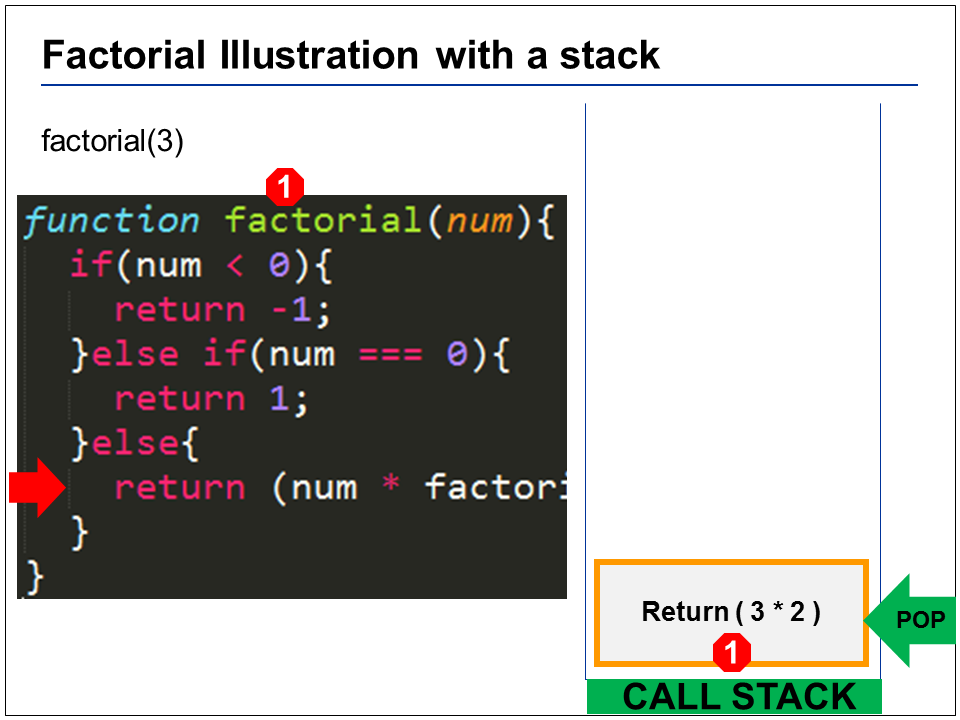 Factorial Illustration with a stack
factorial(3)
1
function factorial(num){
if(num < 0){
return -1;
}else if(num === 0){
return 1;
}else{
return (num * factori
}
}
Return ( 3 * 2 )
POP
1
CALL STACK